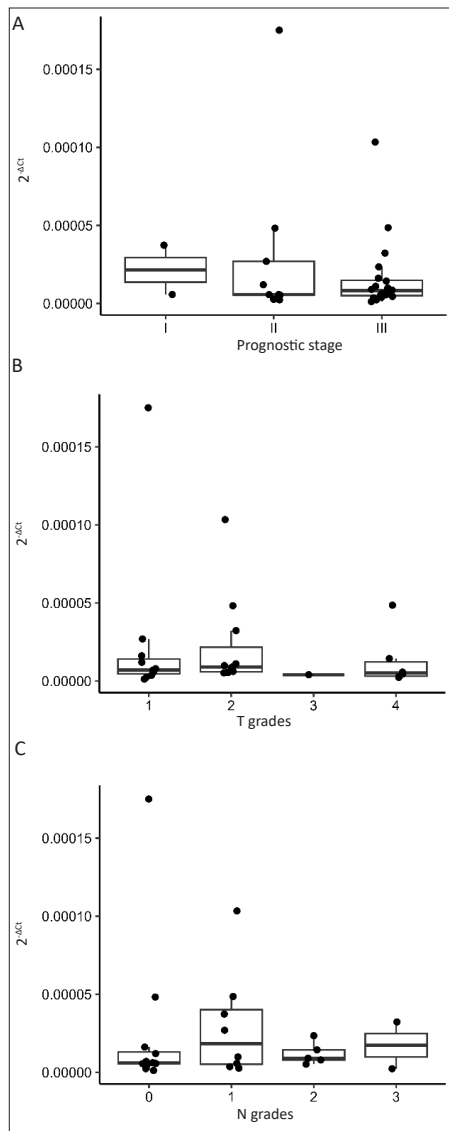 A
0.00015
0.00010
0.00005
0.00000
2-ΔCt
I II III
Prognostic stage
B
0.00015
0.00010
0.00005
0.00000
2-ΔCt
1 2 3 4
T grades
C
0.00015
0.00010
0.00005
0.00000
2-ΔCt
0 1 2 3
N grades